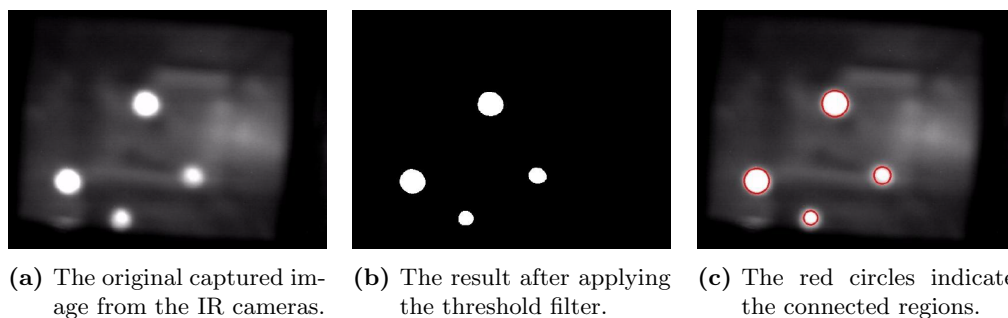 (a) The original captured im-
age from the IR cameras.
(b) The result after applying
the threshold filter.
(c) The red circles indicate
the connected regions.